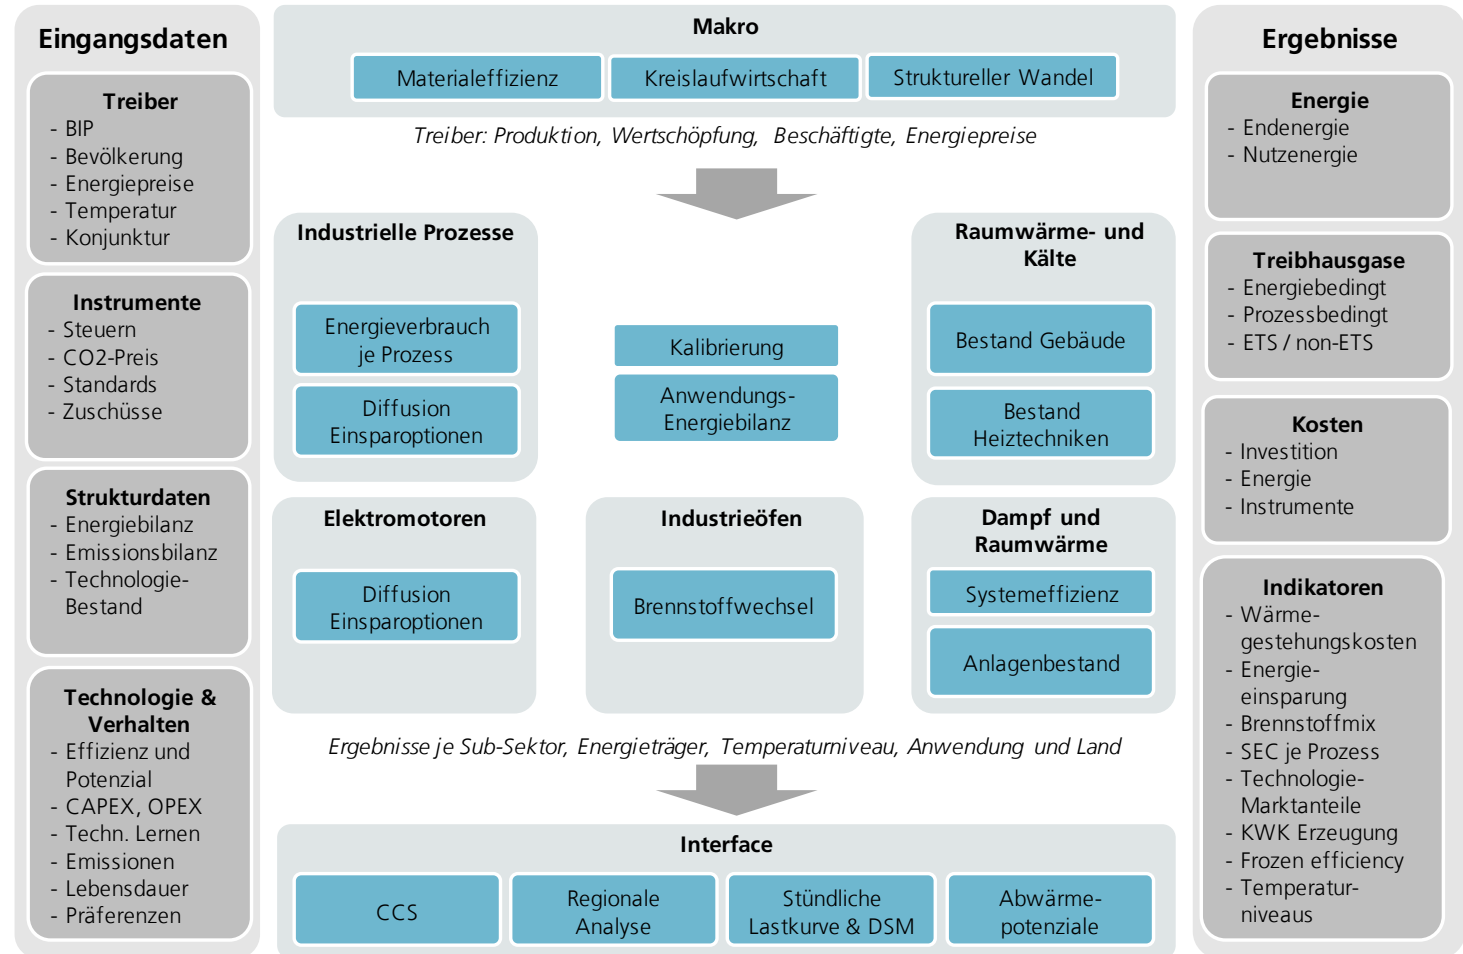 Eingangsdaten
Treiber
- BIP
- Bevölkerung
- Energiepreise
- Temperatur
- Konjunktur
Instrumente
- Steuern
- CO2-Preis
- Standards
- Zuschüsse
Strukturdaten
- Energiebilanz
- Emissionsbilanz
- Technologie-
Bestand
Technologie &
Verhalten
- Effizienz und
Potenzial
- CAPEX, OPEX
- Techn. Lernen
- Emissionen
- Lebensdauer
- Präferenzen
Makro
Materialeffizienz
Kreislaufwirtschaft
Struktureller Wandel
Treiber: Produktion, Wertschöpfung, Beschäftigte, Energiepreise
Industrielle Prozesse
Energieverbrauch
je Prozess
Diffusion
Einsparoptionen
Kalibrierung
Anwendungs-
Energiebilanz
Raumwärme- und
Kälte
Bestand Gebäude
Bestand
Heiztechniken
Elektromotoren
Diffusion
Einsparoptionen
Industrieöfen
Brennstoffwechsel
Dampf und
Raumwärme
Systemeffizienz
Anlagenbestand
Ergebnisse je Sub-Sektor, Energieträger, Temperaturniveau, Anwendung und Land
Interface
CCS
Regionale
Analyse
Stündliche
Lastkurve & DSM
Abwärme-
potenziale
Ergebnisse
Energie
- Endenergie
- Nutzenergie
Treibhausgase
- Energiebedingt
- Prozessbedingt
- ETS / non-ETS
Kosten
- Investition
- Energie
- Instrumente
Indikatoren
- Wärme-
gestehungskosten
- Energie-
einsparung
- Brennstoffmix
- SEC je Prozess
- Technologie-
Marktanteile
- KWK Erzeugung
- Frozen efficiency
- Temperatur-
niveaus